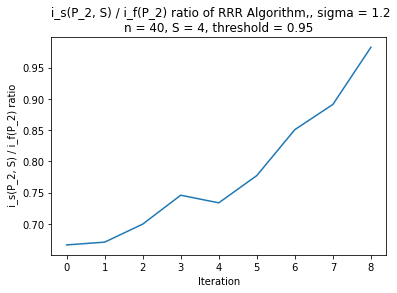 i_s(P_2, S) / i_f(P_2) ratio of RRR Algorithm,, sigma = 1.2
n = 40, S = 4, threshold = 0.95
i_s(P_2, S) / i_f(P_2) ratio
0.95
0.90
0.85
0.80
0.75
0.70
0 1 2 3 4 5 6 7 8
Iteration